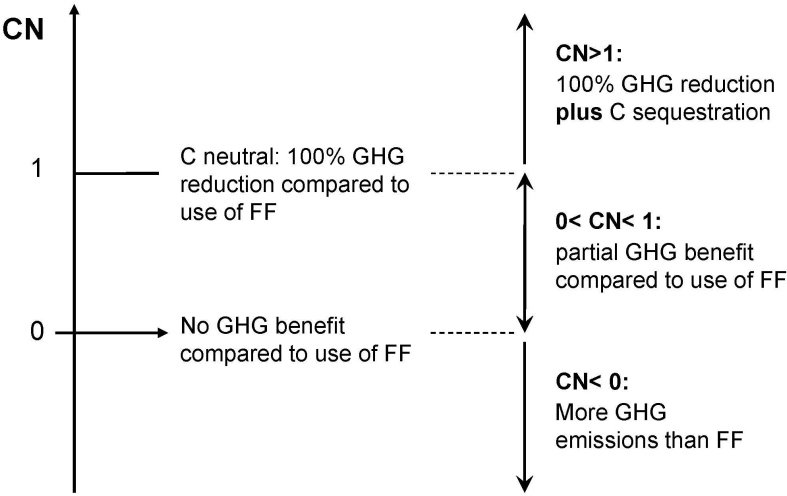 CN
1
0
C neutral: 100% GHG
reduction compared to
use of FF
No GHG benefit
compared to use of FF
CN>1:
100% GHG reduction
plus C sequestration
0< CN< 1:
partial GHG benefit
compared to use of FF
CN< 0:
More GHG
emissions than FF